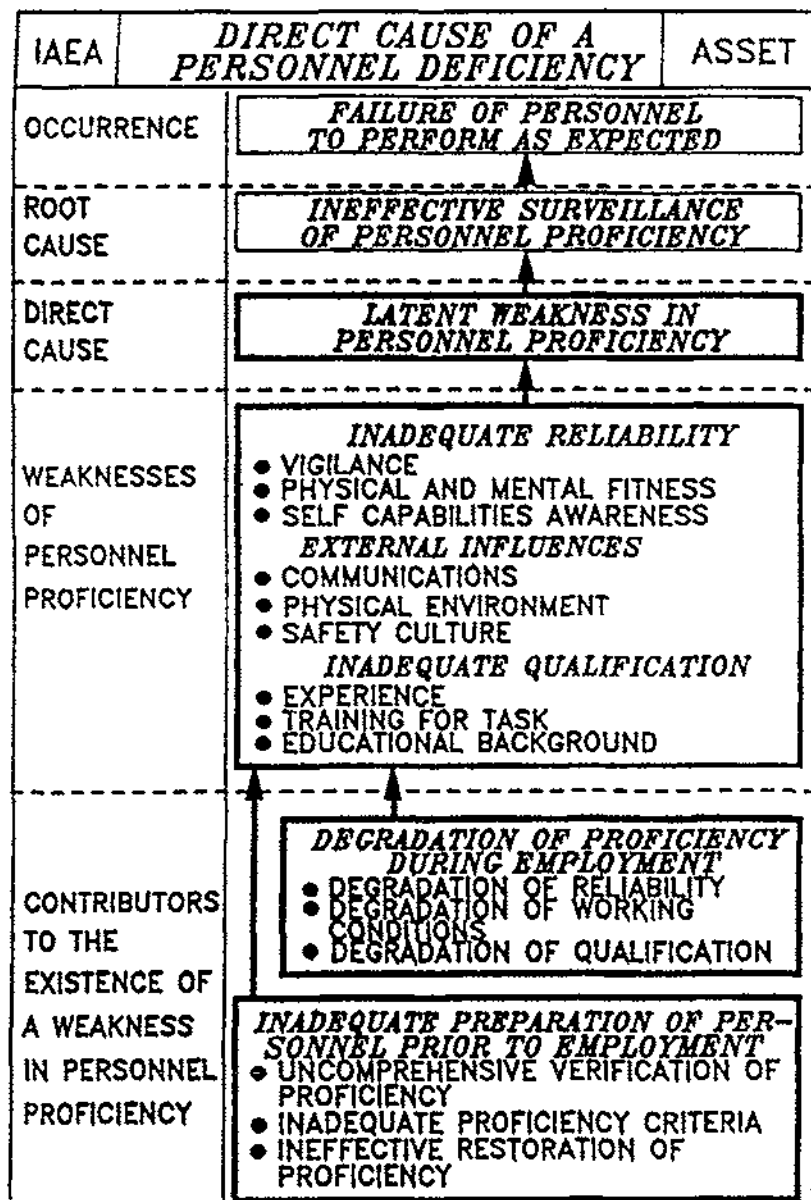 IAEA
DIRECT CAUSE OF A
PERSONNEL DEFICIENCY
ASSET
OCCURRENCE
FAILURE OF PERSONNEL
TO PERFORM AS EXPECTED
ROOT
CAUSE
INEFFECTIVE SURVEILLANCE
OF PERSONNEL PROFICIENCY
DIRECT
CAUSE
LATENT WEAKNESS IN
PERSONNEL PROFICIENCY
WEAKNESSES
OF
PERSONNEL
PROFICIENCY
INADEQUATE RELIABILITY
● VIGILANCE
● PHYSICAL AND MENTAL FITNESS
● SELF CAPABILITIES AWARENESS
EXTERNAL INFLUENCES
● COMMUNICATIONS
● PHYSICAL ENVIRONMENT
● SAFETY CULTURE
INADEQUATE QUALIFICATION
● EXPERIENCE
● TRAINING FOR TASK
● EDUCATIONAL BACKGROUND
CONTRIBUTORS
TO THE
EXISTENCE OF
A WEAKNESS
IN PERSONNEL
PROFICIENCY
DEGRADATION OF PROFICIENCY
DURING EMPLOYMENT
● DEGRADATION OF RELIABILITY
● DEGRADATION OF WORKING
CONDITIONS
● DEGRADATION OF QUALIFICATION
INADEQUATE PREPARATION OF PER-
SONNEL PRIOR TO EMPLOYMENT
● UNCOMPREHENSIVE VERIFICATION OF
PROFICIENCY
● INADEQUATE PROFICIENCY CRITERIA
● INEFFECTIVE RESTORATION OF
PROFICIENCY